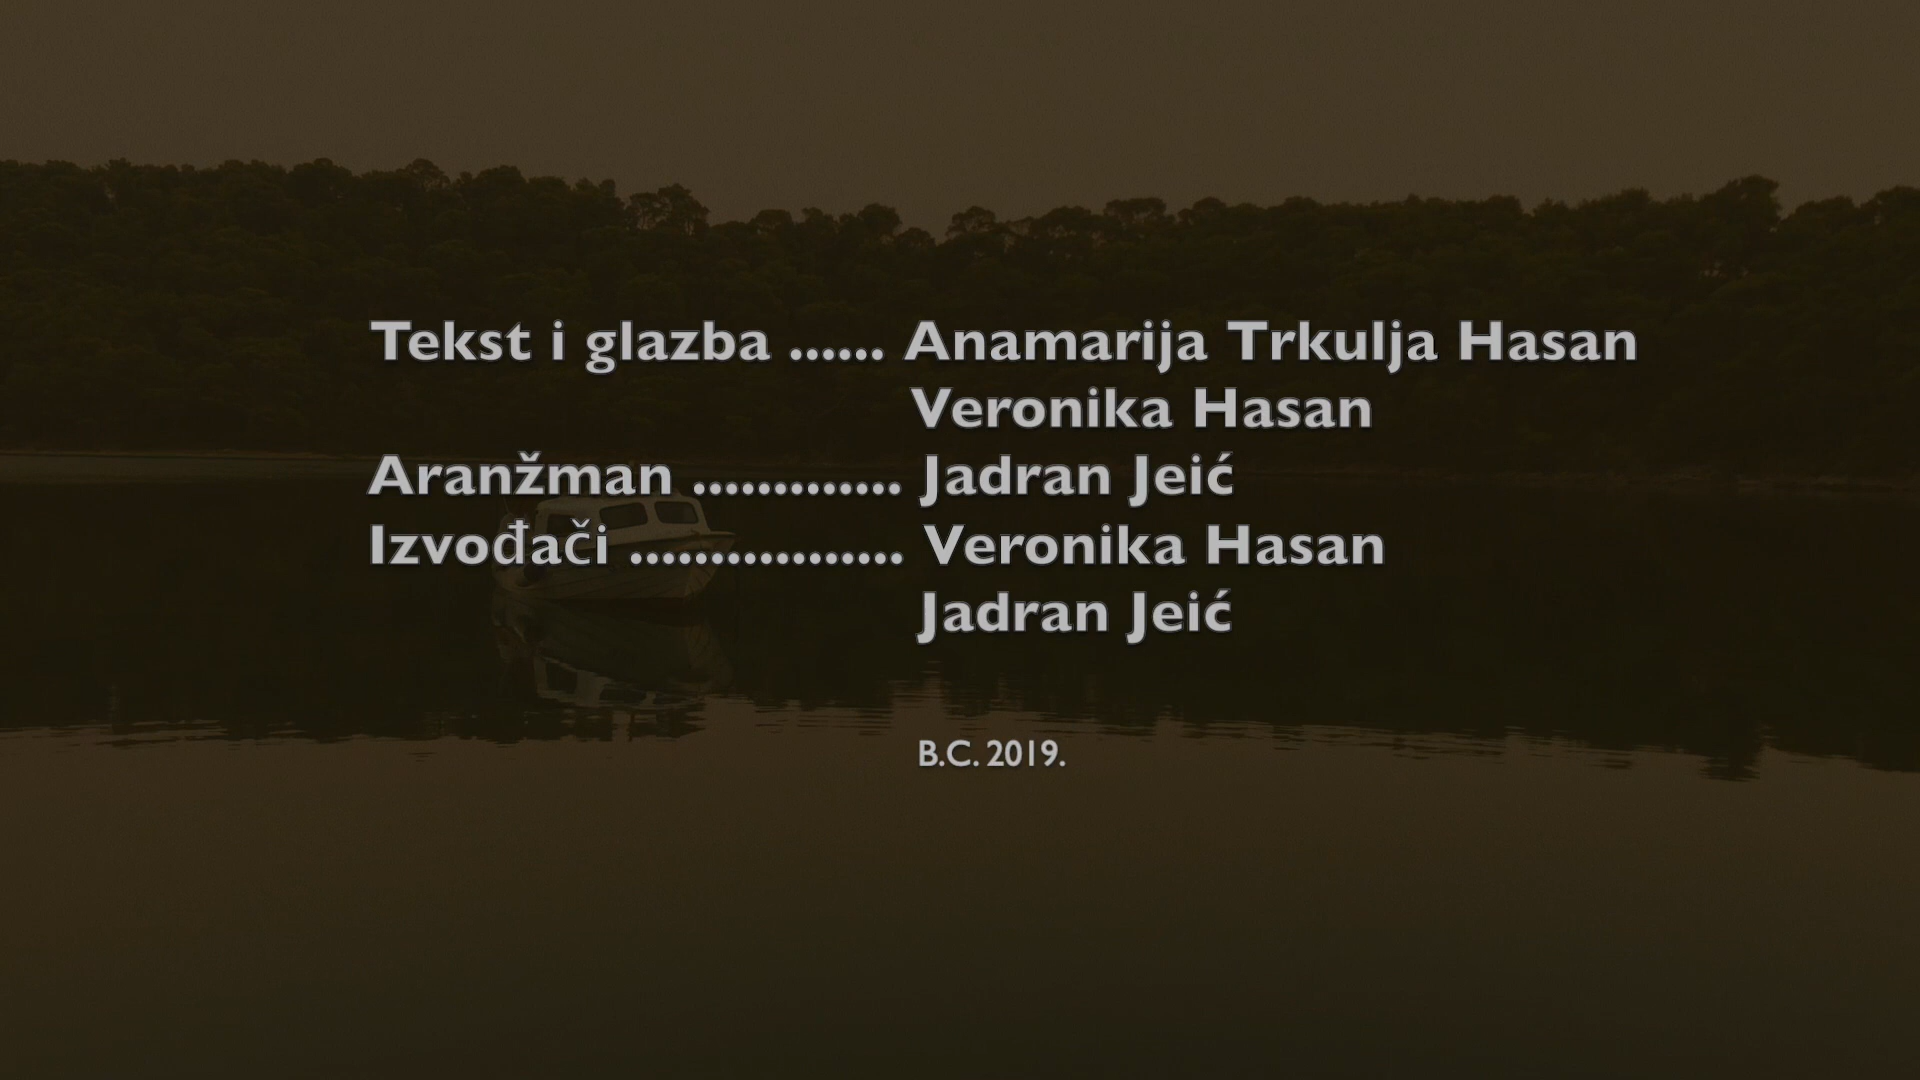 Tekst i glazba ...... Anamarija Trkulja Hasan
Veronika Hasan
Aranžman ............. Jadran Jeić
Izvođači ................. Veronika Hasan
Jadran Jeić
B.C. 2019.